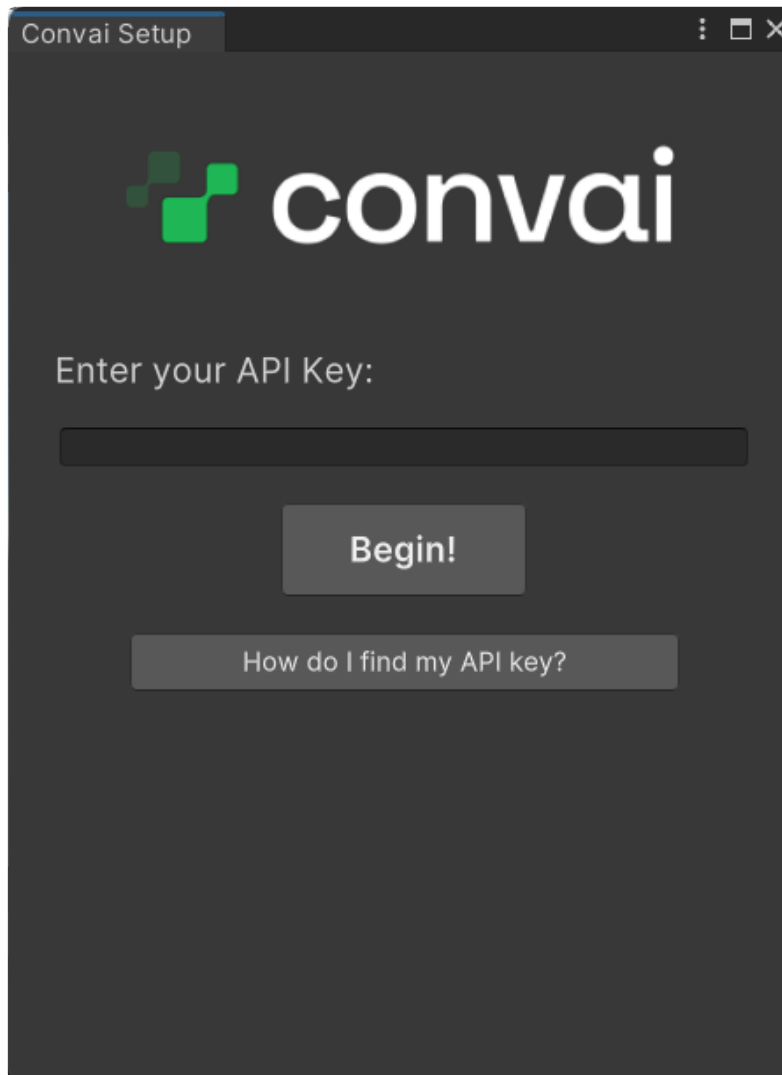 Convai Setup
convai
Enter your API Key:
Begin!
How do I find my API key?